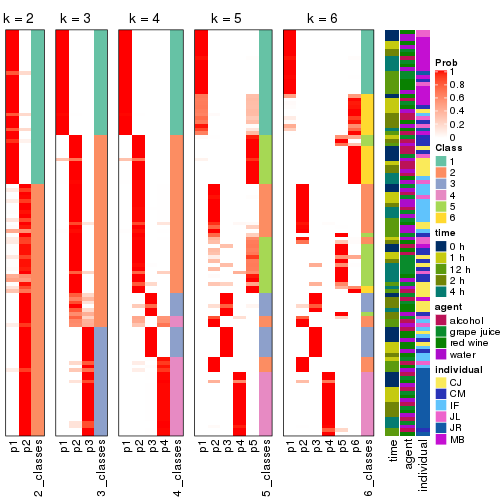 k = 2 k = 3 k = 4 k = 5 k = 6
Prob
1
0.8
0.6
0.4
0.2
0
Class
1
2
3
4
5
6
time
0 h
1 h
12 h
2 h
4 h
agent
alcohol
grape juice
red wine
water
individual
CJ
CM
IF
JL
JR
MB
p1 p2 2_classes p1 p2 p3 3_classes p1 p2 p3 p4 4_classes p1 p2 p3 p4 p5 5_classes p1 p2 p3 p4 p5 p6 6_classes time agent individual